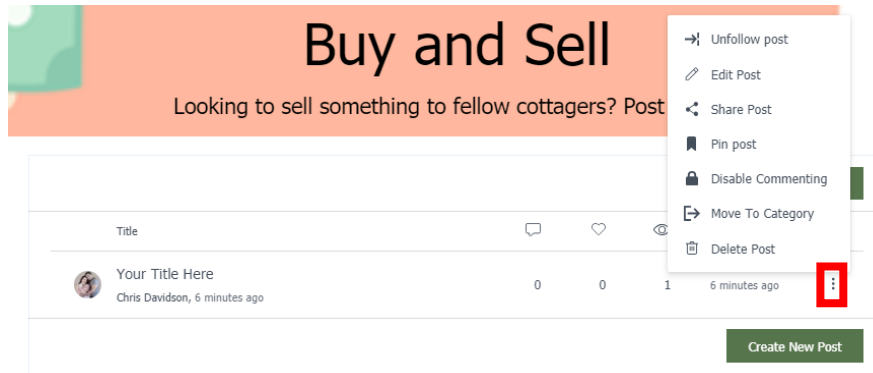 Buy and Sell
Looking to sell something to fellow cottagers? Post
Unfollow post
Edit Post
Share Post
Pin post
Disable Commenting
Move To Category
Delete Post
Title
Your Title Here
Chris Davidson, 6 minutes ago
0 0 1 6 minutes ago
Create New Post